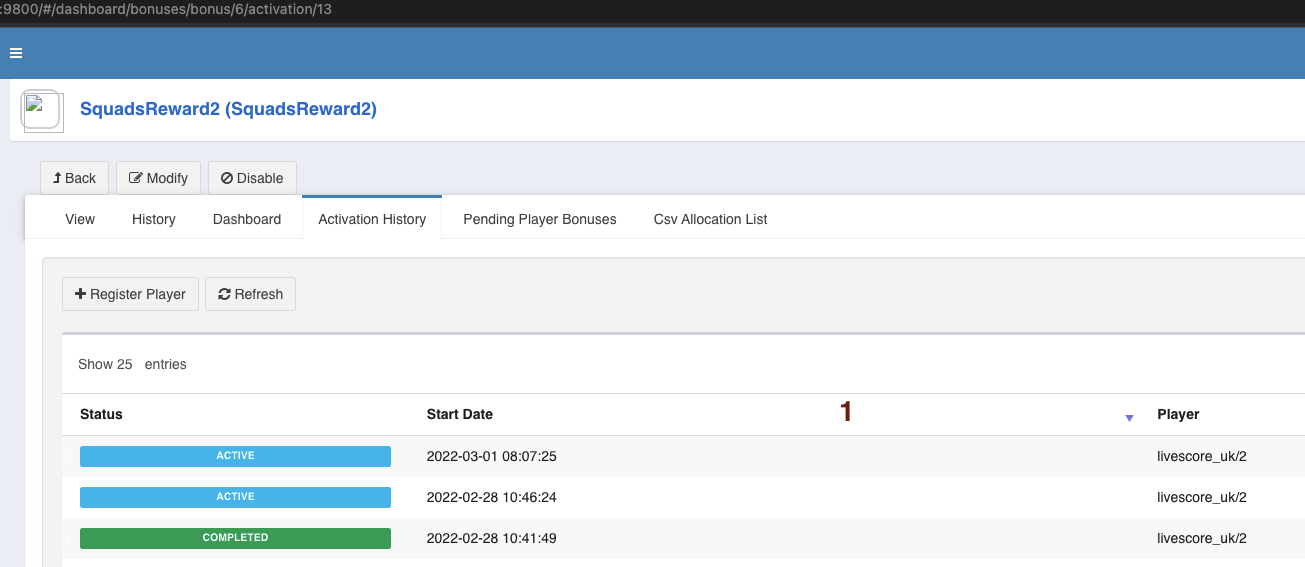 :9800/#/dashboard/bonuses/bonus/6/activation/13
SquadsReward2 (SquadsReward2)
Back Modify Disable
View History Dashboard Activation History Pending Player Bonuses Csv Allocation List
Register Player Refresh
Show 25 entries
Status Start Date 1 Player
ACTIVE 2022-03-01 08:07:25 livescore_uk/2
ACTIVE 2022-02-28 10:46:24 livescore_uk/2
COMPLETED 2022-02-28 10:41:49 livescore_uk/2